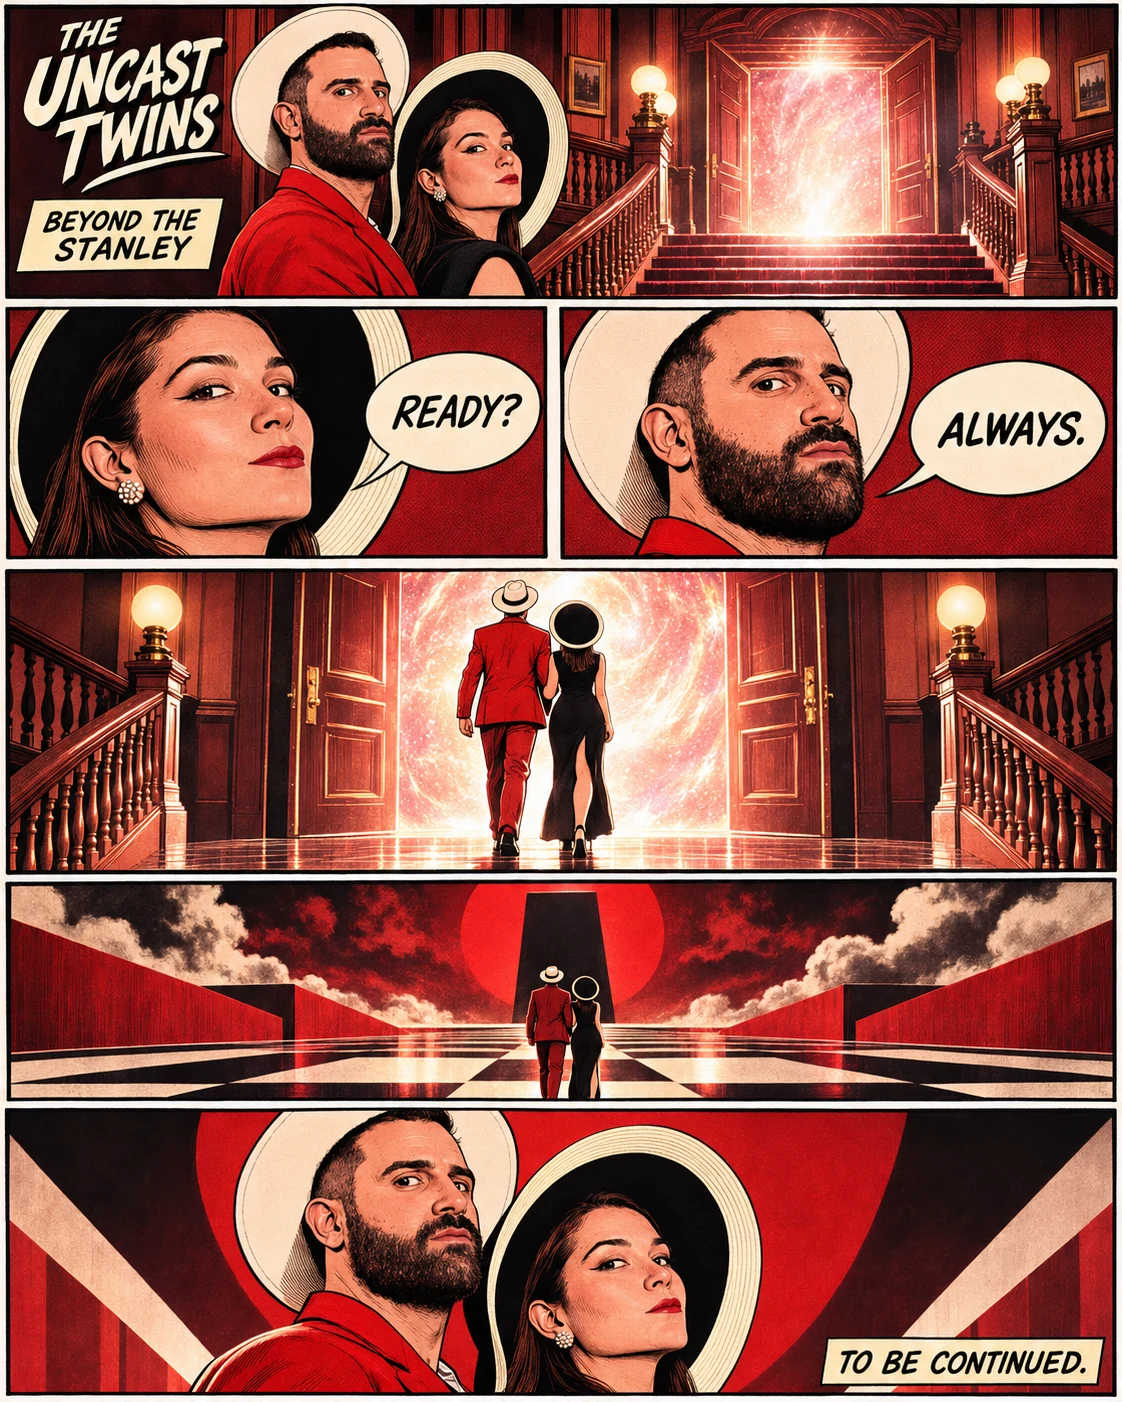 THE
UNCAST
TWINS
BEYOND THE
STANLEY
READY?
ALWAYS.
TO BE CONTINUED.